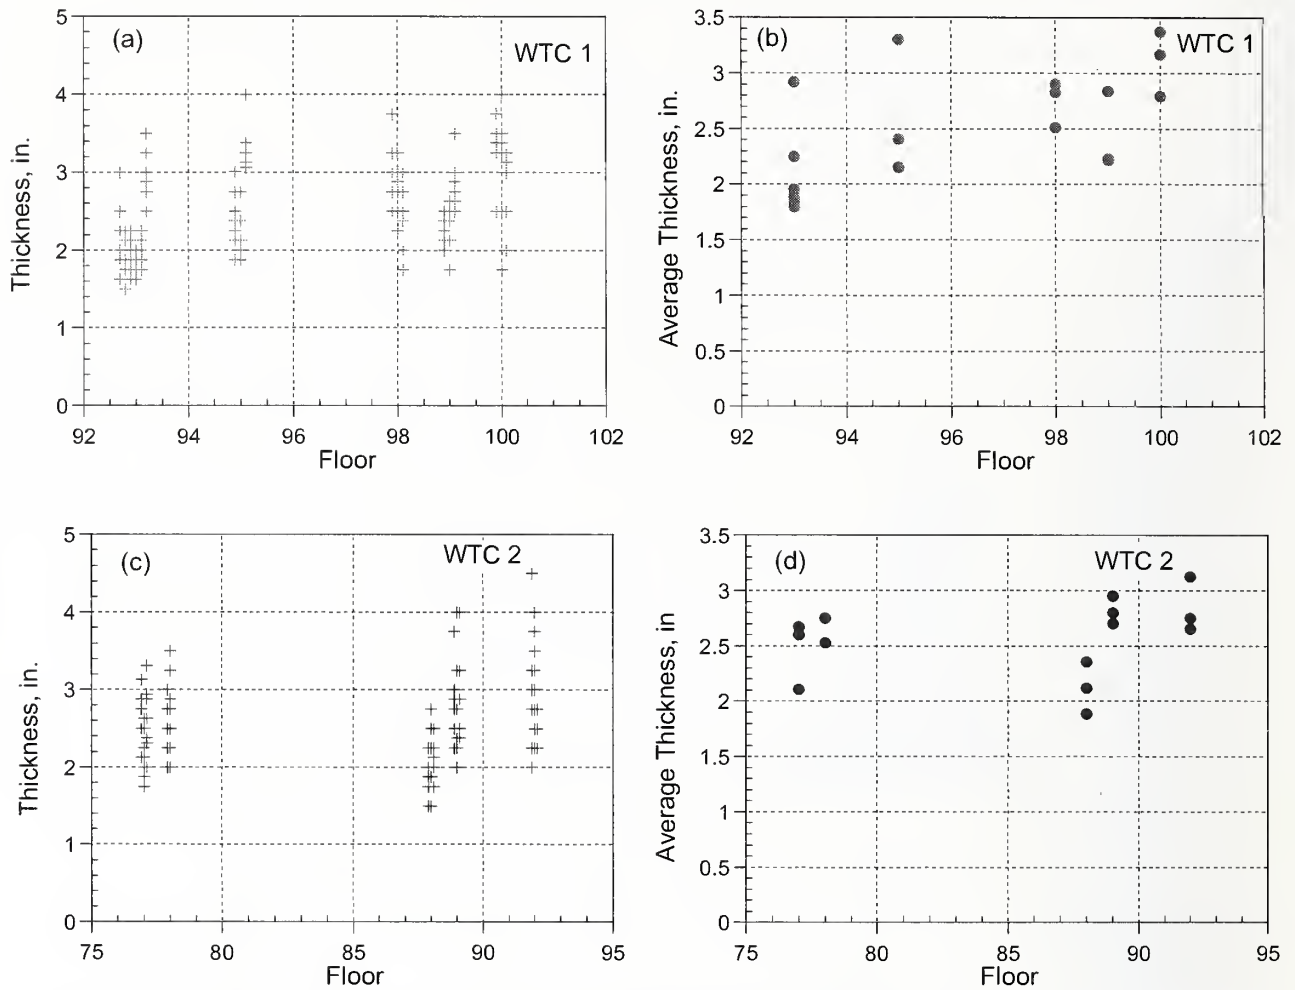 (a)
WTC 1
Thickness, in.
5
4
3
2
1
0
92 94 96 98 100 102
Floor
(b)
WTC 1
Average Thickness, in.
3.5
3
2.5
2
1.5
1
0.5
0
92 94 96 98 100 102
Floor
(c)
WTC 2
Thickness, in.
5
4
3
2
1
0
75 80 85 90 95
Floor
(d)
WTC 2
Average Thickness, in
3.5
3
2.5
2
1.5
1
0.5
0
75 80 85 90 95
Floor